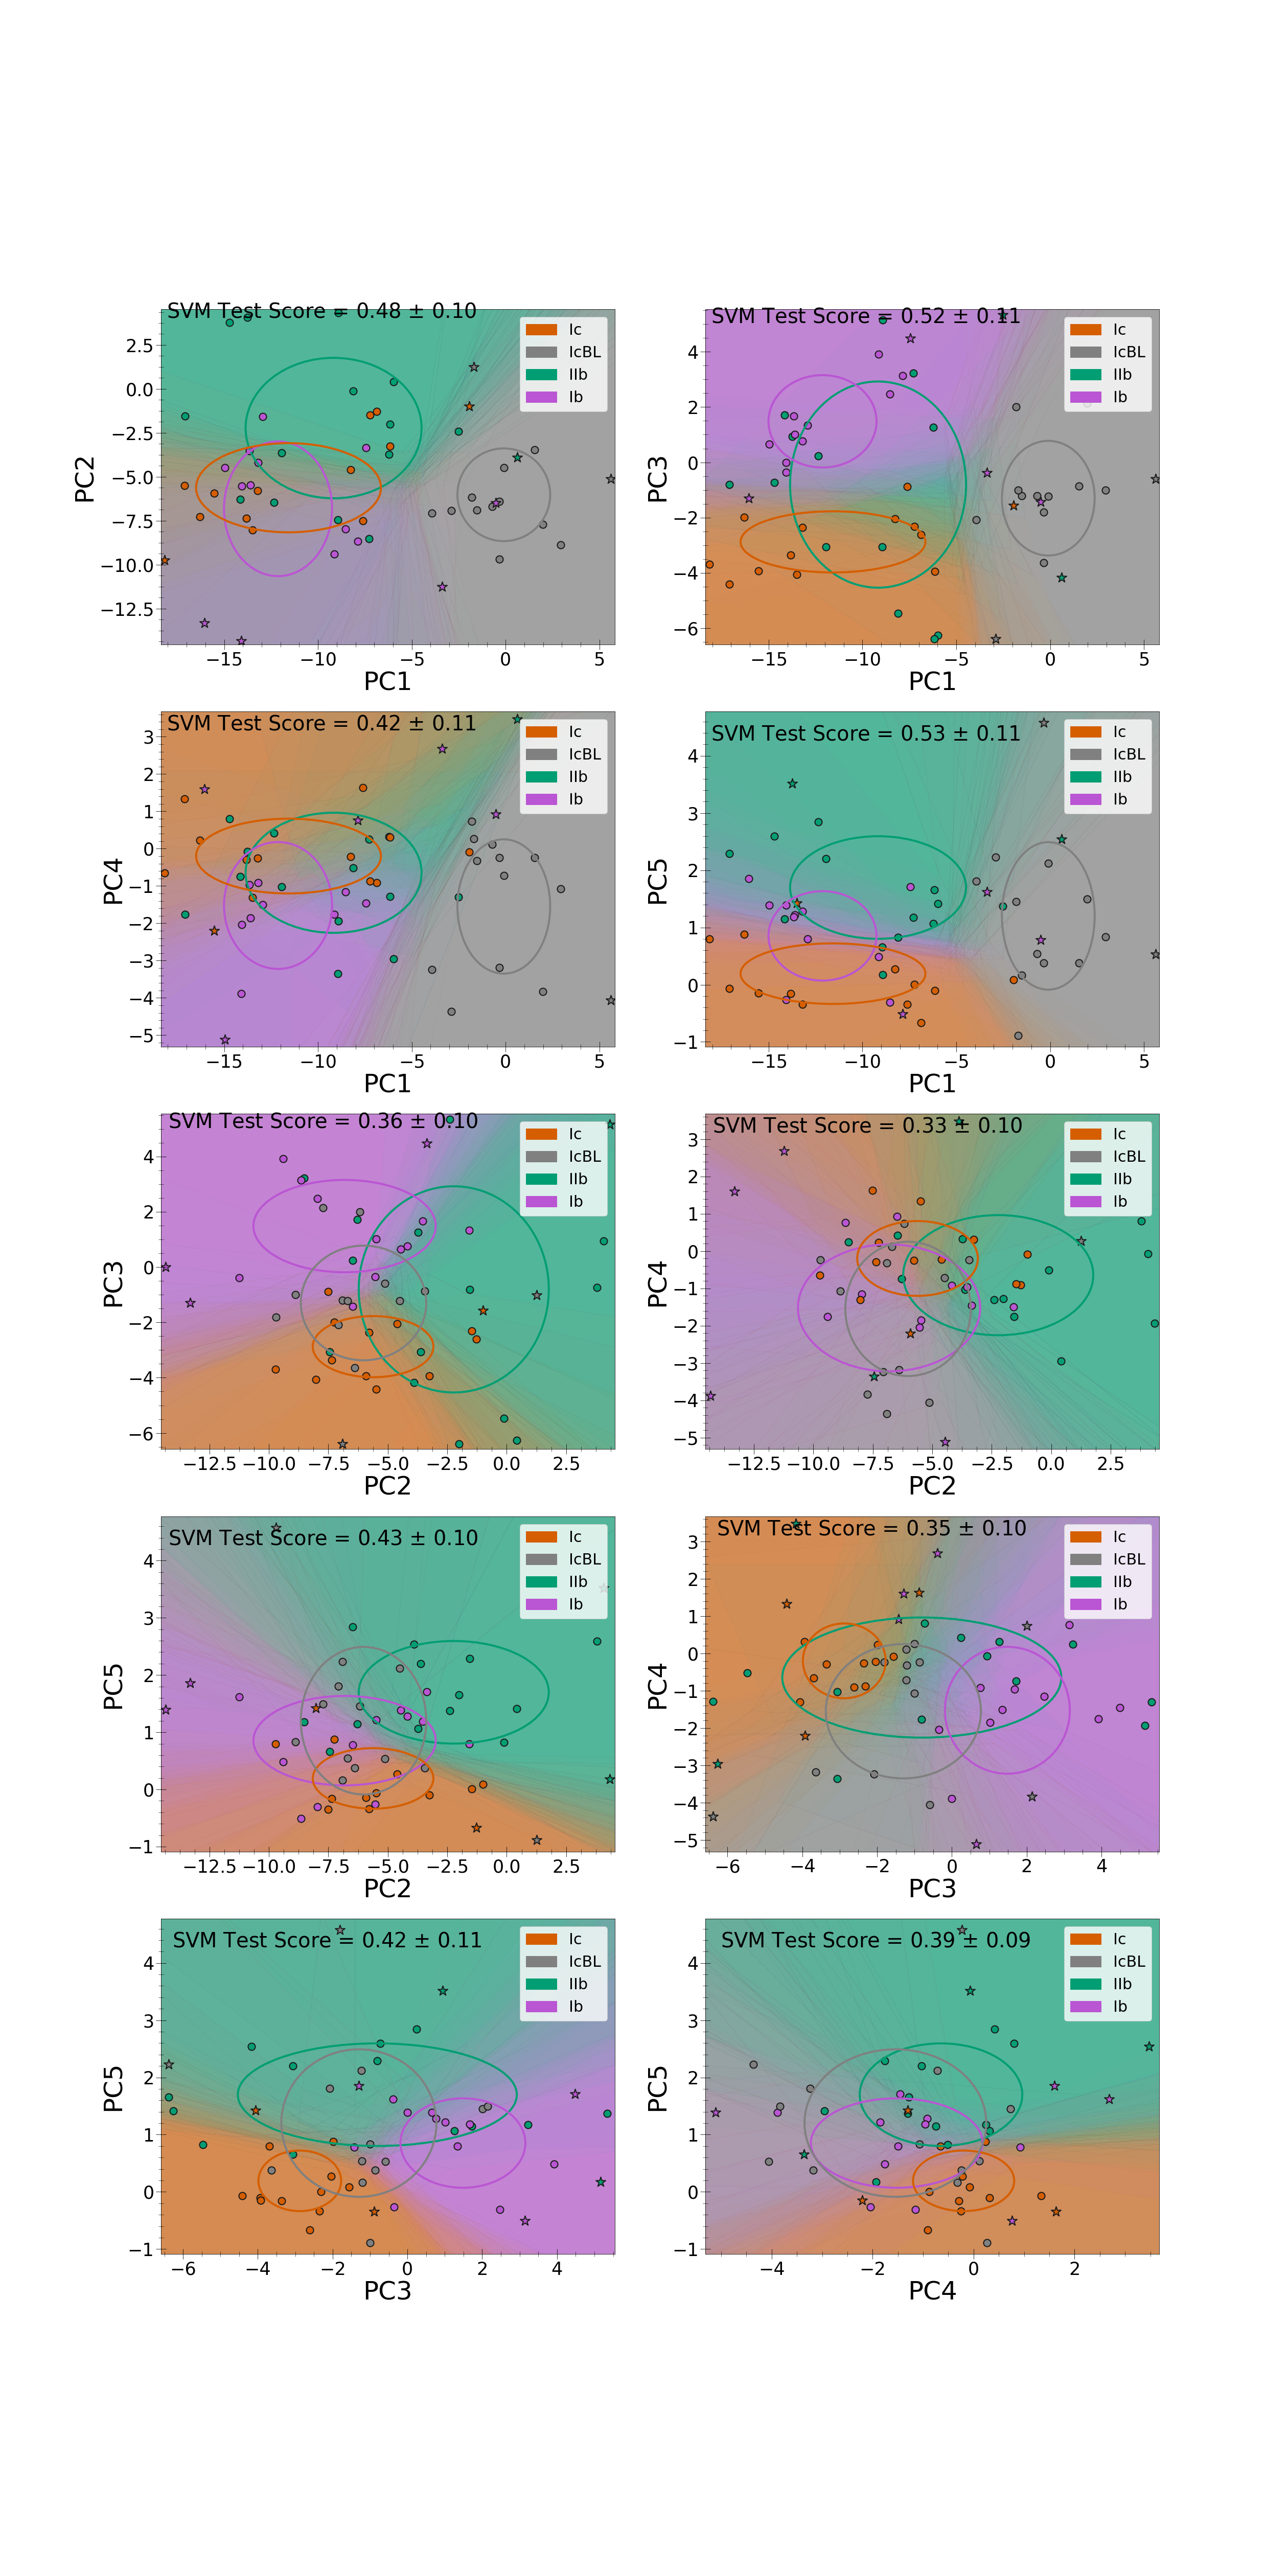 SVM Test Score = 0.48 ± 0.10
Ic
IcBL
IIb
Ib
2.5
0.0
−2.5
−5.0
−7.5
−10.0
−12.5
PC2
−15 −10 −5 0 5
PC1
SVM Test Score = 0.52 ± 0.11
Ic
IcBL
IIb
Ib
4
2
0
−2
−4
−6
PC3
−15 −10 −5 0 5
PC1
SVM Test Score = 0.42 ± 0.11
Ic
IcBL
IIb
Ib
3
2
1
0
−1
−2
−3
−4
−5
PC4
−15 −10 −5 0 5
PC1
SVM Test Score = 0.53 ± 0.11
Ic
IcBL
IIb
Ib
4
3
2
1
0
−1
PC5
−15 −10 −5 0 5
PC1
SVM Test Score = 0.36 ± 0.10
Ic
IcBL
IIb
Ib
4
2
0
−2
−4
−6
PC3
−12.5 −10.0 −7.5 −5.0 −2.5 0.0 2.5
PC2
SVM Test Score = 0.33 ± 0.10
Ic
IcBL
IIb
Ib
3
2
1
0
−1
−2
−3
−4
−5
PC4
−12.5 −10.0 −7.5 −5.0 −2.5 0.0 2.5
PC2
SVM Test Score = 0.43 ± 0.10
Ic
IcBL
IIb
Ib
4
3
2
1
0
−1
PC5
−12.5 −10.0 −7.5 −5.0 −2.5 0.0 2.5
PC2
SVM Test Score = 0.35 ± 0.10
Ic
IcBL
IIb
Ib
3
2
1
0
−1
−2
−3
−4
−5
PC4
−6 −4 −2 0 2 4
PC3
SVM Test Score = 0.42 ± 0.11
Ic
IcBL
IIb
Ib
4
3
2
1
0
−1
PC5
−6 −4 −2 0 2 4
PC3
SVM Test Score = 0.39 ± 0.09
Ic
IcBL
IIb
Ib
4
3
2
1
0
−1
PC5
−4 −2 0 2
PC4